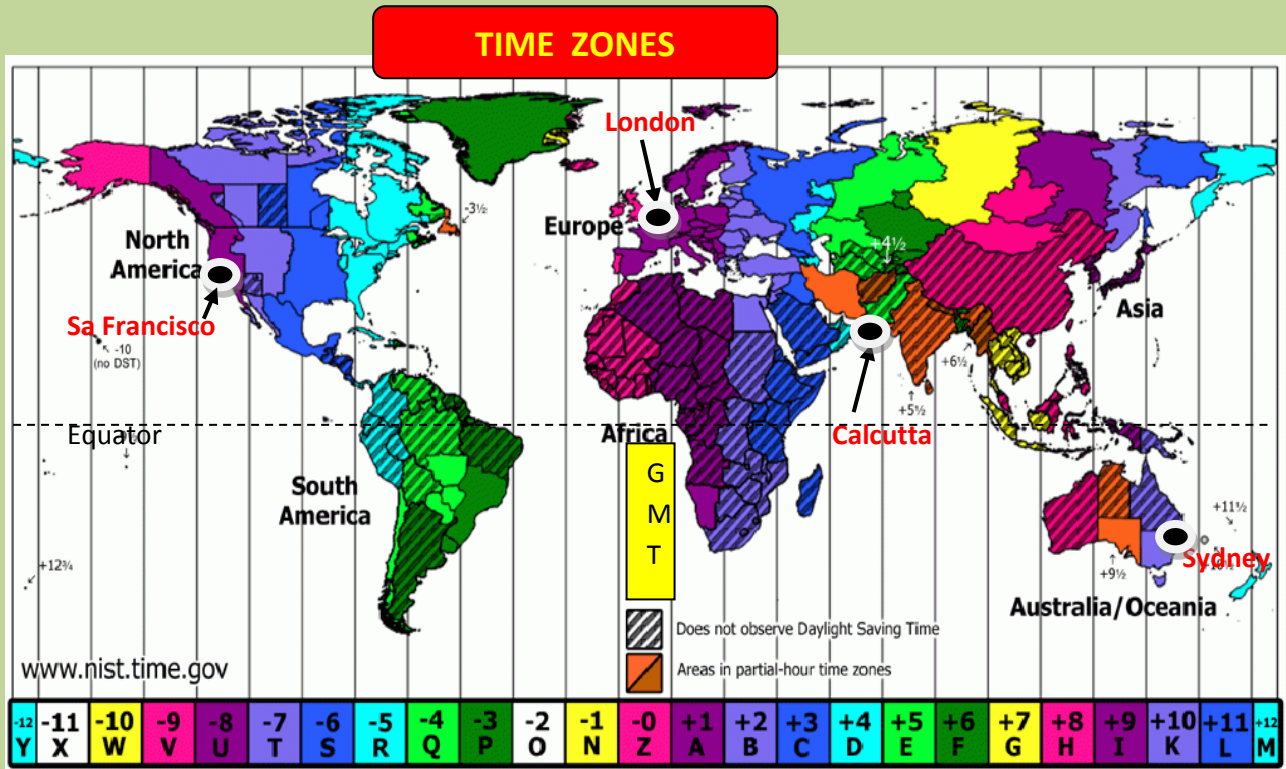 TIME ZONES
London
-3½
North
America
Europe
+4½
Asia
Sa Francisco
-10
(no DST)
+6½
+5½
Equator
Africa
Calcutta
G
M
T
South
America
+11½
+12¾
+9½
Sydney
Australia/Oceania
Does not observe Daylight Saving Time
Areas in partial-hour time zones
www.nist.time.gov
-12 -11 -10 -9 -8 -7 -6 -5 -4 -3 -2 -1 -0 +1 +2 +3 +4 +5 +6 +7 +8 +9 +10 +11 +12
Y X W V U T S R Q P O N Z A B C D E F G H I K L M